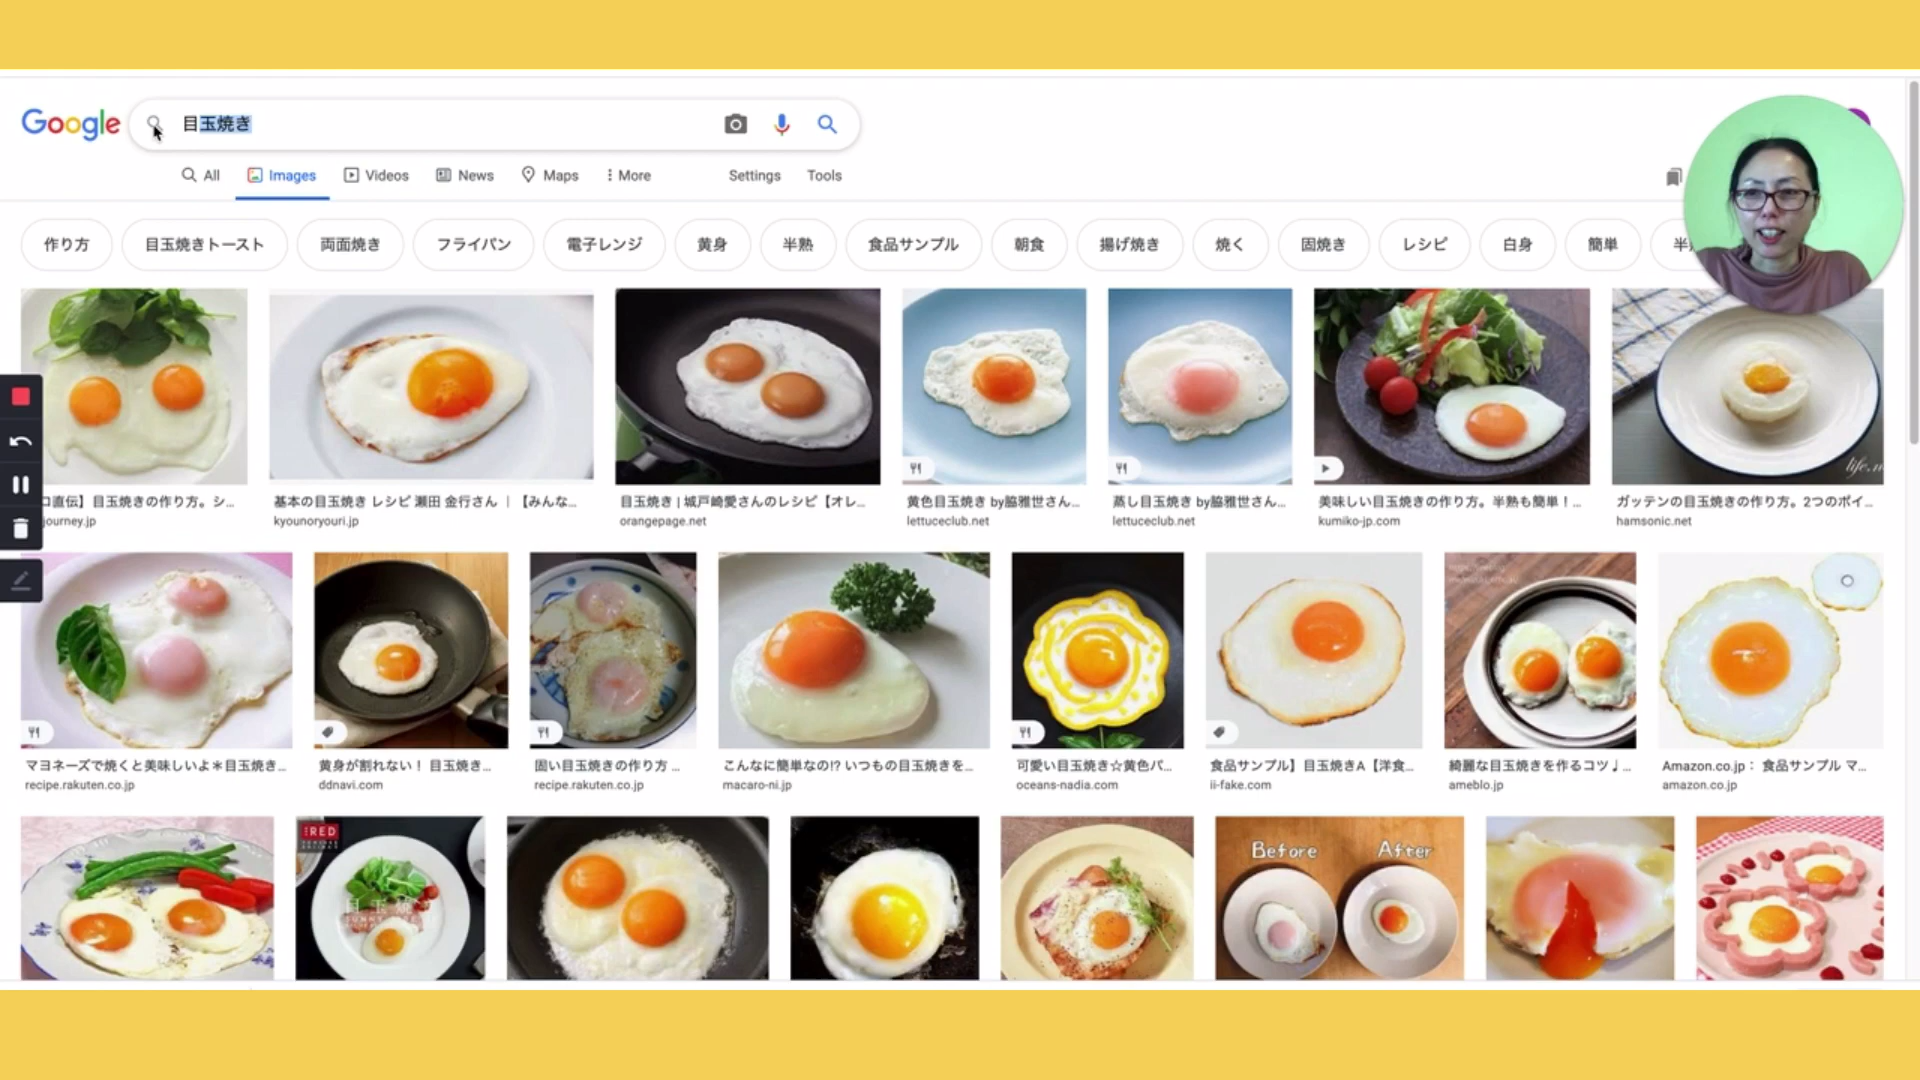 Google
目玉焼き
All Images Videos News Maps More Settings Tools
作り方 目玉焼きトースト 両面焼き フライパン 電子レンジ 黄身 半熟 食品サンプル 朝食 揚げ焼き 焼く 固焼き レシピ 白身 簡単
直伝】目玉焼きの作り方。シ...
journey.jp
基本の目玉焼き レシピ 瀬田 金行さん | 【みんな...
kyounoryouri.jp
目玉焼き | 城戸崎愛さんのレシピ【オレ...
orangepage.net
黄色目玉焼き by脇雅世さん...
lettuceclub.net
蒸し目玉焼き by脇雅世さん...
lettuceclub.net
美味しい目玉焼きの作り方。半熟も簡単！...
kumiko-jp.com
ガッテンの目玉焼きの作り方。2つのポイ...
hamsonic.net
マヨネーズで焼くと美味しいよ＊目玉焼き...
recipe.rakuten.co.jp
黄身が割れない！ 目玉焼き...
ddnavi.com
固い目玉焼きの作り方 ...
recipe.rakuten.co.jp
こんなに簡単なの!? いつもの目玉焼きを...
macaro-ni.jp
可愛い目玉焼き☆黄色バ...
oceans-nadia.com
食品サンプル】目玉焼きA【洋食...
ii-fake.com
綺麗な目玉焼きを作るコツ♩...
ameblo.jp
Amazon.co.jp： 食品サンプル マ...
amazon.co.jp
RED
目玉焼き
Before After